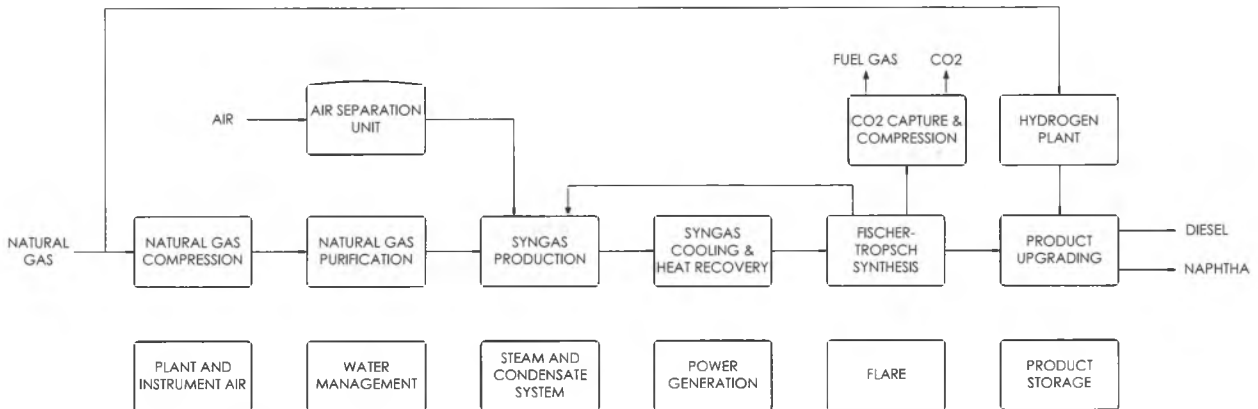 FUEL GAS
CO2
AIR
AIR SEPARATION
UNIT
CO2 CAPTURE &
COMPRESSION
HYDROGEN
PLANT
NATURAL
GAS
NATURAL GAS
COMPRESSION
NATURAL GAS
PURIFICATION
SYNGAS
PRODUCTION
SYNGAS
COOLING &
HEAT RECOVERY
FISCHER-
TROPSCH
SYNTHESIS
PRODUCT
UPGRADING
DIESEL
NAPHTHA
PLANT AND
INSTRUMENT AIR
WATER
MANAGEMENT
STEAM AND
CONDENSATE
SYSTEM
POWER
GENERATION
FLARE
PRODUCT
STORAGE